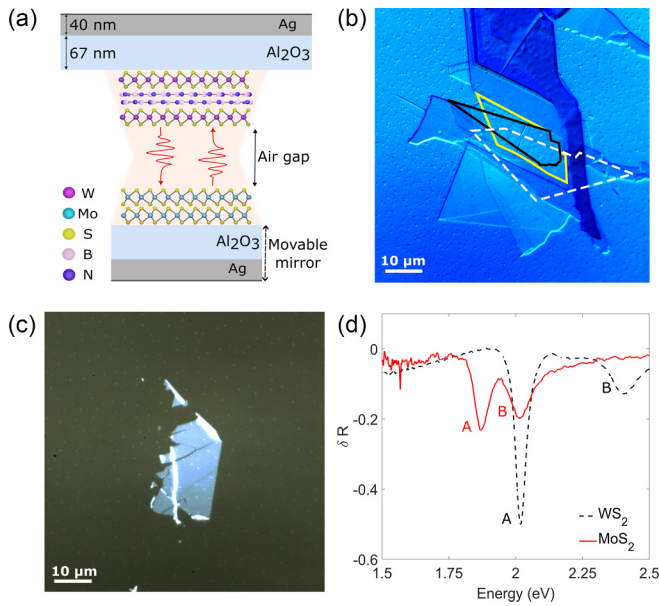 (a)
40 nm
Ag
67 nm
Al2O3
Air gap
W
Mo
S
B
N
Al2O3
Ag
Movable
mirror
(b)
10 μm
(c)
10 μm
(d)
0
-0.2
-0.4
-0.6
δ R
A
B
A
B
WS2
MoS2
1.5
1.75
2
2.25
2.5
Energy (eV)